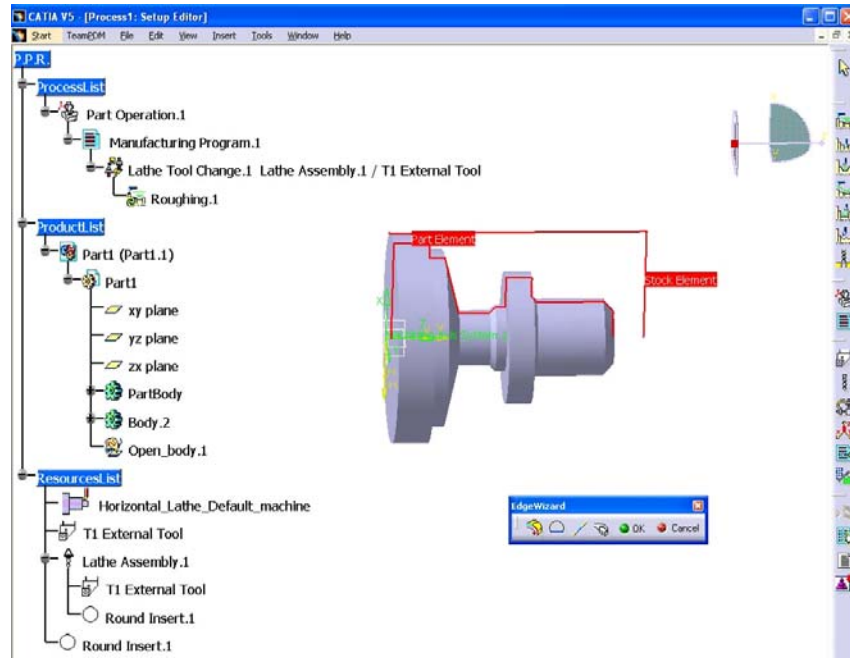 CATIA V5 - [Process1: Setup Editor]
Start TeamPDM File Edit View Insert Tools Window Help
P.P.R.
ProcessList
Part Operation.1
Manufacturing Program.1
Lathe Tool Change.1 Lathe Assembly.1 / T1 External Tool
Roughing.1
ProductList
Part1 (Part1.1)
Part1
xy plane
yz plane
zx plane
PartBody
Body.2
Open_body.1
ResourcesList
Horizontal_Lathe_Default_machine
T1 External Tool
Lathe Assembly.1
T1 External Tool
Round Insert.1
Round Insert.1
Part Element
Stock Element
EdgeWizard
OK Cancel